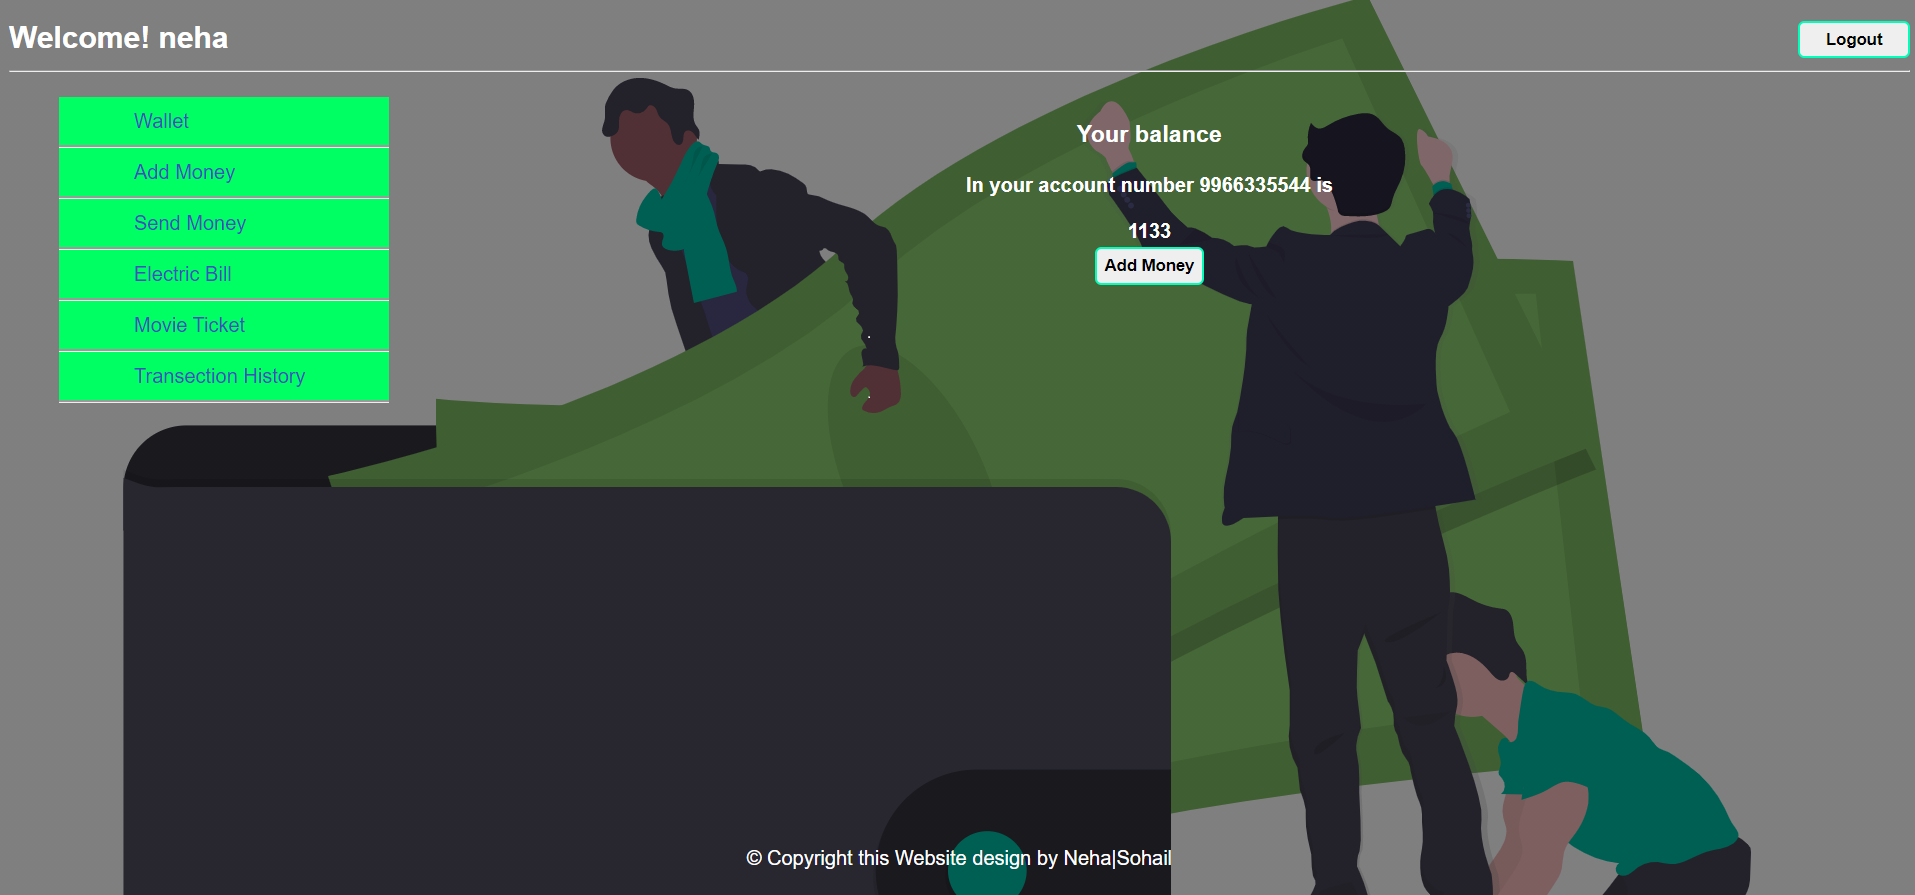 Welcome! neha
Logout
Wallet
Add Money
Send Money
Electric Bill
Movie Ticket
Transection History
Your balance
In your account number 9966335544 is
1133
Add Money
© Copyright this Website design by Neha|Sohail